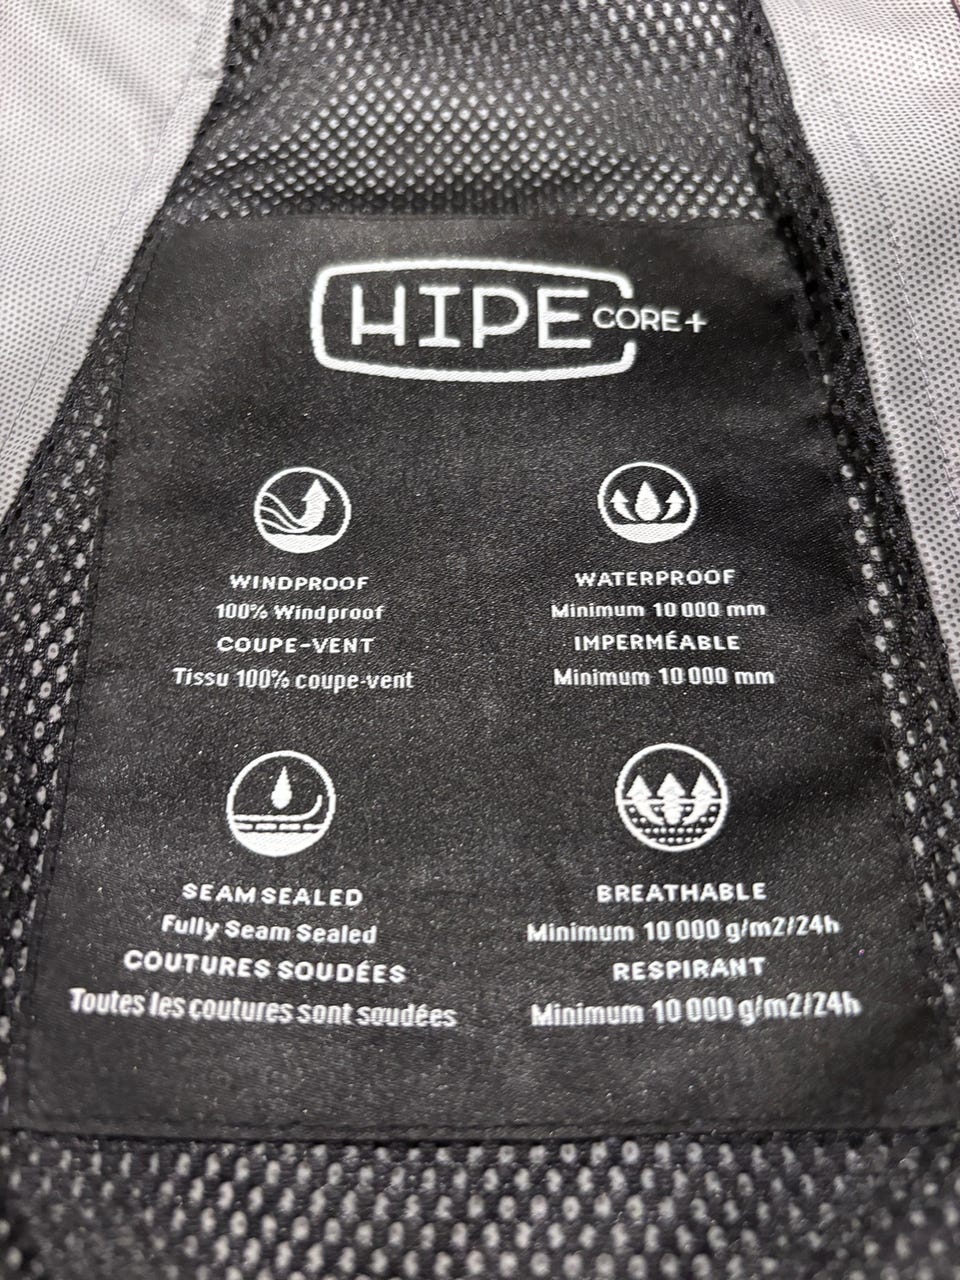 HIPE CORE+
WINDPROOF
100% Windproof
COUPE-VENT
Tissu 100% coupe-vent
WATERPROOF
Minimum 10 000 mm
IMPERMÉABLE
Minimum 10 000 mm
SEAM SEALED
Fully Seam Sealed
COUTURES SOUDÉES
Toutes les coutures sont soudées
BREATHABLE
Minimum 10 000 g/m2/24h
RESPIRANT
Minimum 10 000 g/m2/24h